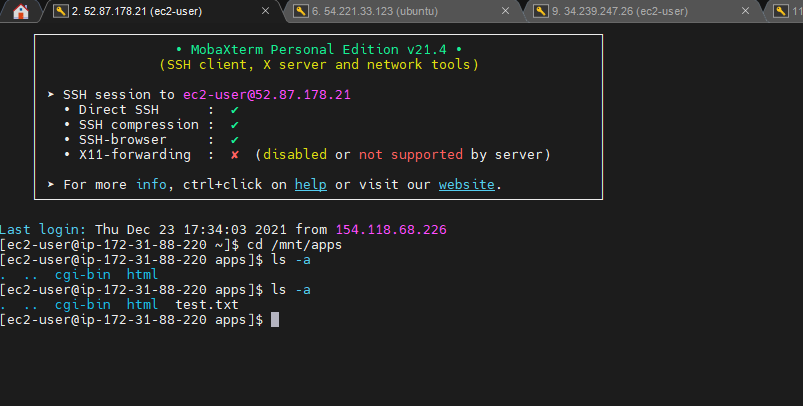 2. 52.87.178.21 (ec2-user)
6. 54.221.33.123 (ubuntu)
9. 34.239.247.26 (ec2-user)
11
• MobaXterm Personal Edition v21.4 •
(SSH client, X server and network tools)
➤ SSH session to ec2-user@52.87.178.21
• Direct SSH : ✔
• SSH compression : ✔
• SSH-browser : ✔
• X11-forwarding : ✘ (disabled or not supported by server)
➤ For more info, ctrl+click on help or visit our website.
Last login: Thu Dec 23 17:34:03 2021 from 154.118.68.226
[ec2-user@ip-172-31-88-220 ~]$ cd /mnt/apps
[ec2-user@ip-172-31-88-220 apps]$ ls -a
. .. cgi-bin html
[ec2-user@ip-172-31-88-220 apps]$ ls -a
. .. cgi-bin html test.txt
[ec2-user@ip-172-31-88-220 apps]$